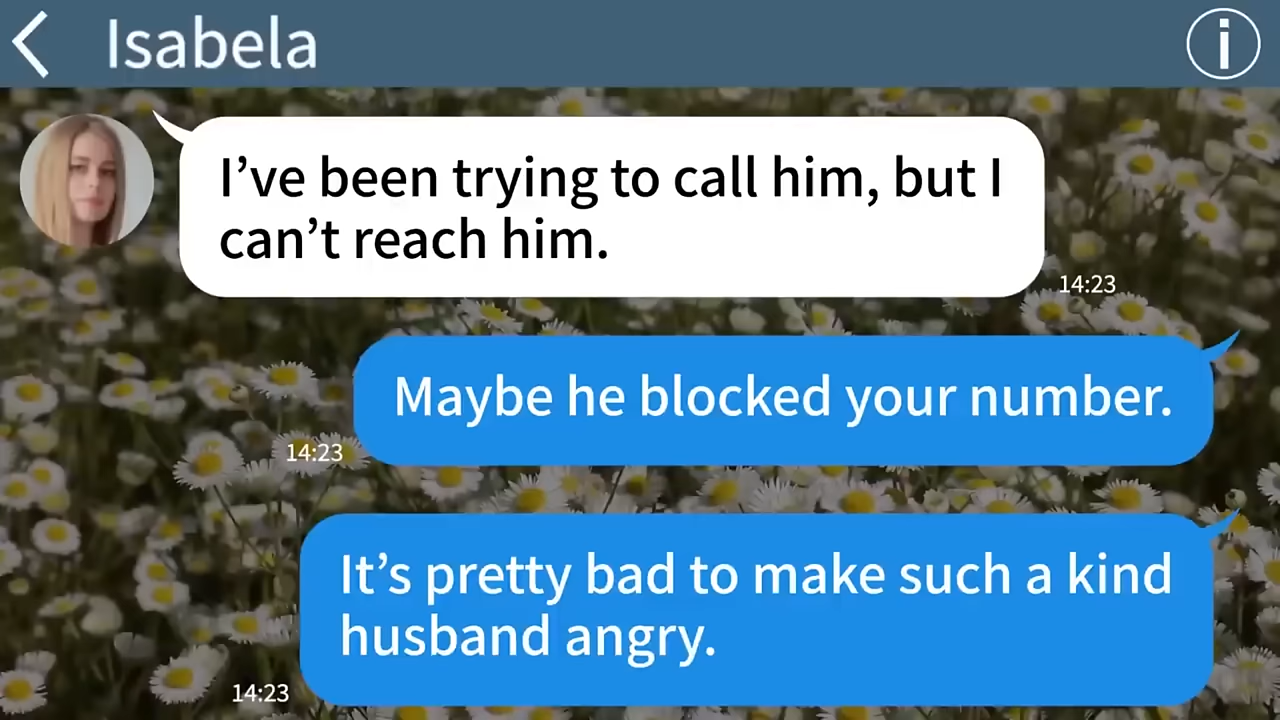 Isabela
I’ve been trying to call him, but I
can’t reach him.
14:23
Maybe he blocked your number.
14:23
It’s pretty bad to make such a kind
husband angry.
14:23